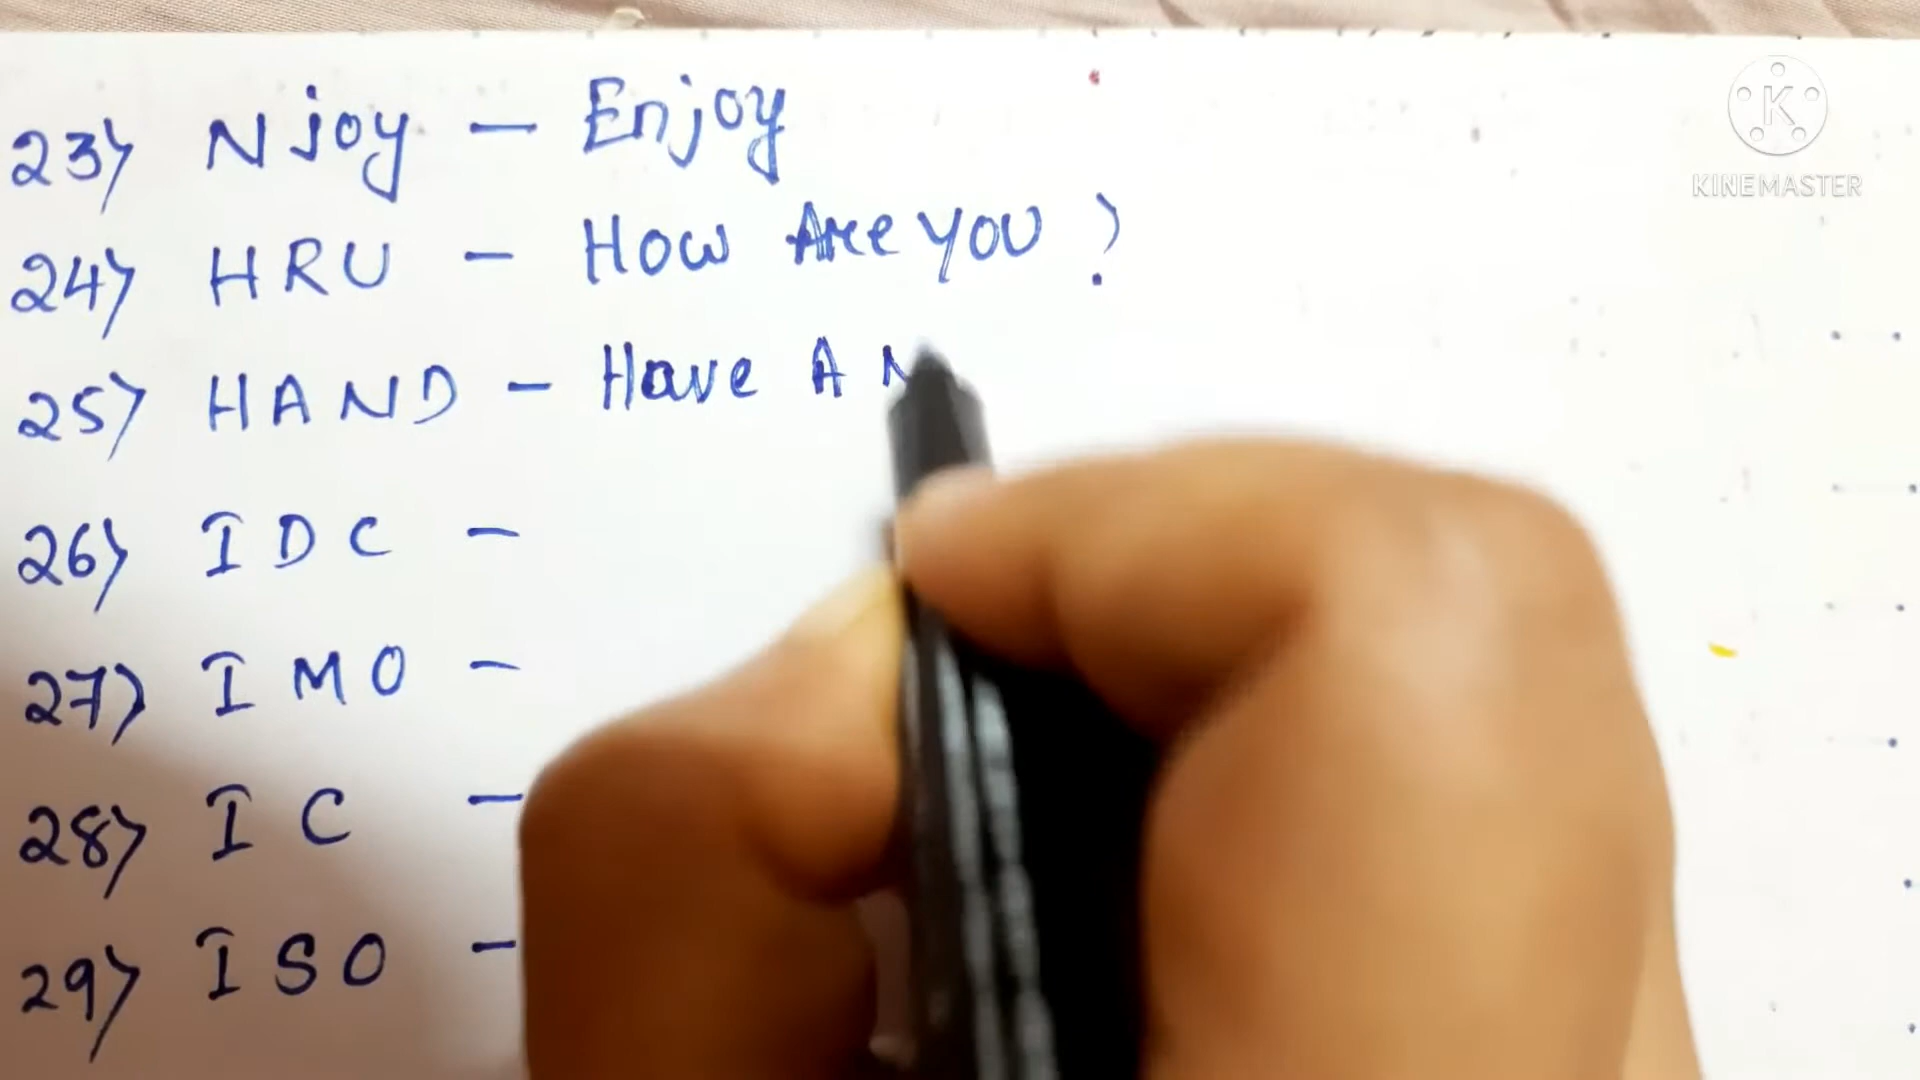 23) Njoy - Enjoy
24) HRU - How Are you ?
25) HAND - Have A N
26) IDC -
27) IMO -
28) IC -
29) ISO -
KINEMASTER